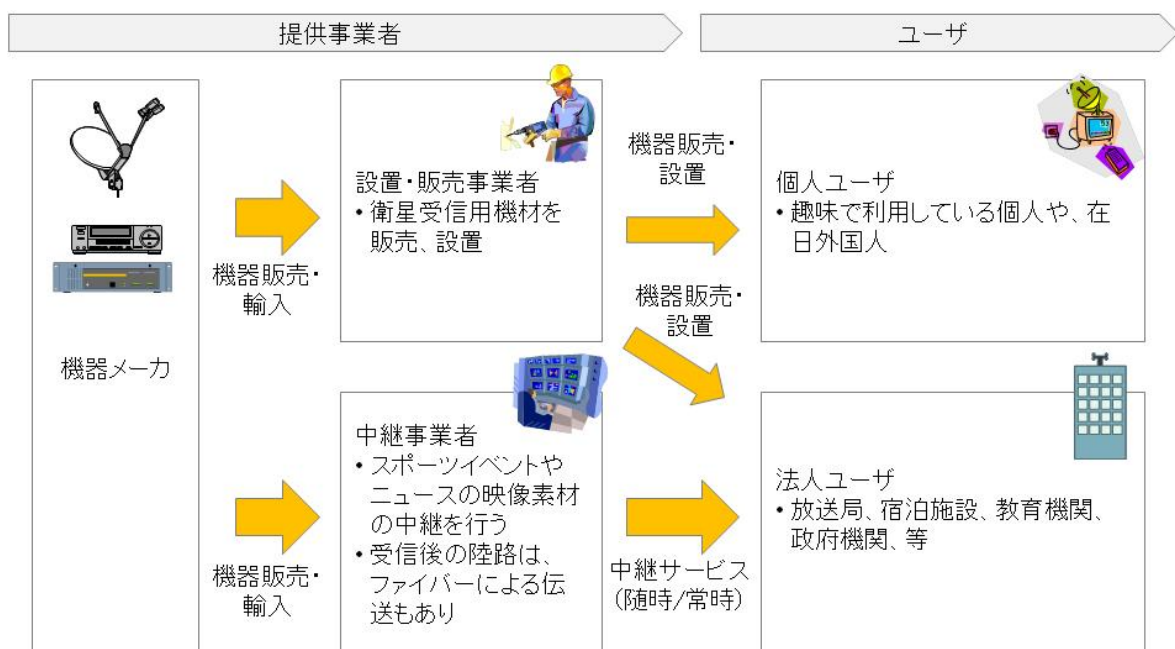 提供事業者
ユーザ
機器メーカ
機器販売・
輸入
設置・販売事業者
• 衛星受信用機材を
販売、設置
機器販売・
設置
機器販売・
設置
個人ユーザ
• 趣味で利用している個人や、在
日外国人
機器販売・
輸入
中継事業者
• スポーツイベントや
ニュースの映像素材
の中継を行う
• 受信後の陸路は、
ファイバーによる伝
送もあり
中継サービス
(随時/常時)
法人ユーザ
• 放送局、宿泊施設、教育機関、
政府機関、等